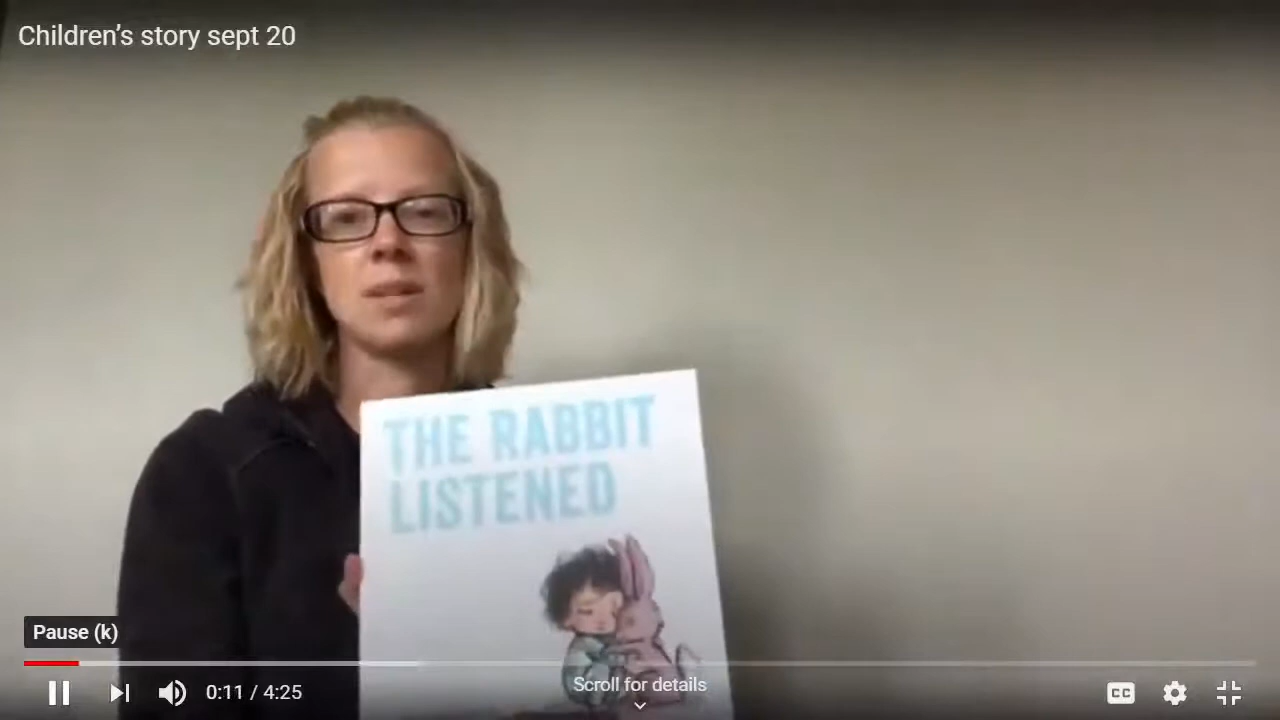 Children's story sept 20
THE RABBIT
LISTENED
Pause (k)
0:11 / 4:25
Scroll for details
CC